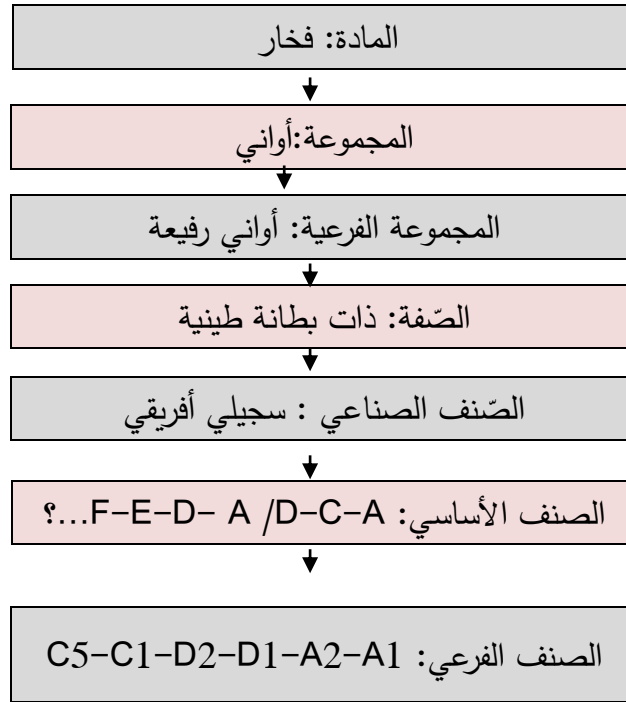 المادة: فخار
المجموعة:أواني
المجموعة الفرعية: أواني رفيعة
الصّفة: ذات بطانة طينية
الصّنف الصناعي : سجيلي أفريقي
الصنف الأساسي: A-C-D/ A -D-E-F...؟
الصنف الفرعي: A1-A2-D1-D2-C1-C5